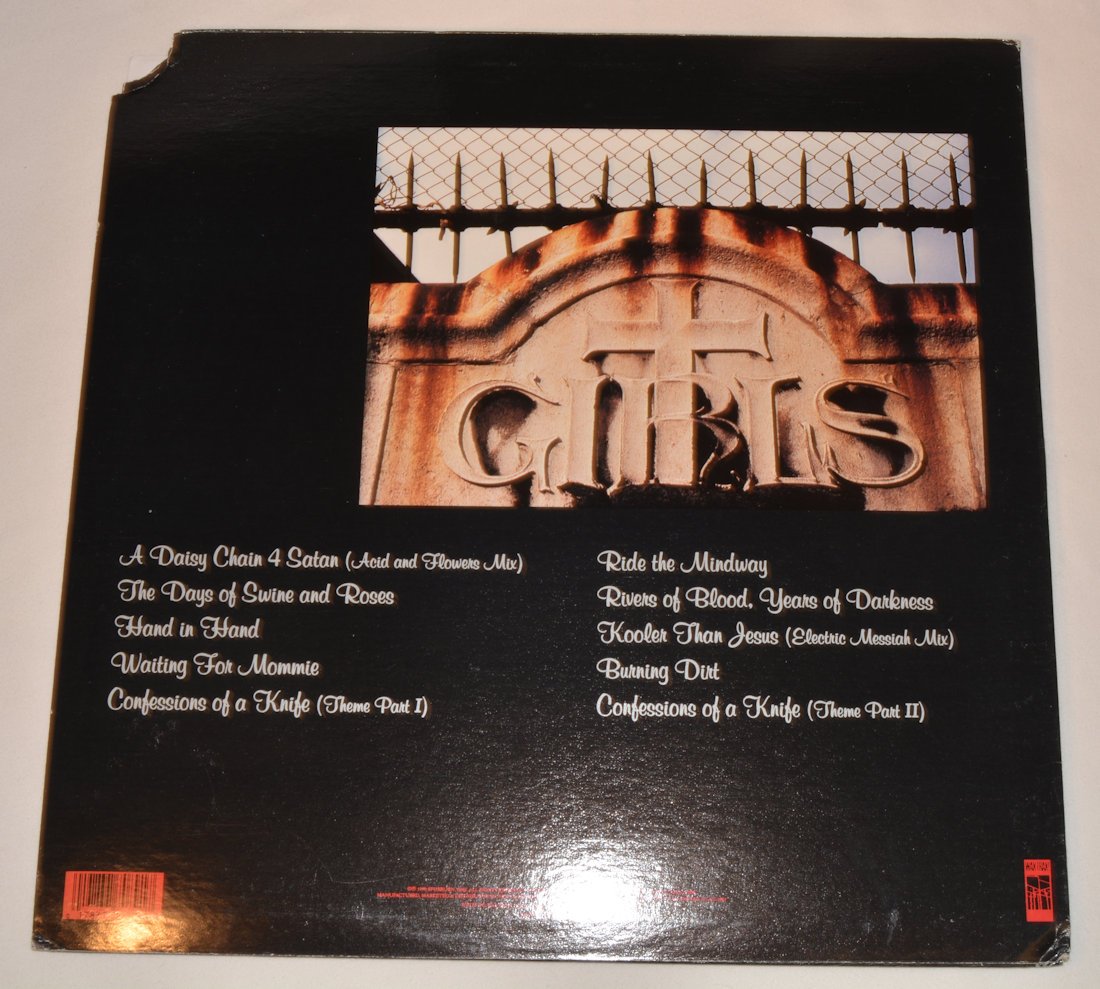 GIRLS
A Daisy Chain 4 Satan (Acid and Flowers Mix)
The Days of Swine and Roses
Hand in Hand
Waiting For Mommie
Confessions of a Knife (Theme Part I)
Ride the Mindway
Rivers of Blood, Years of Darkness
Kooler Than Jesus (Electric Messiah Mix)
Burning Dirt
Confessions of a Knife (Theme Part II)
WAX TRAX!